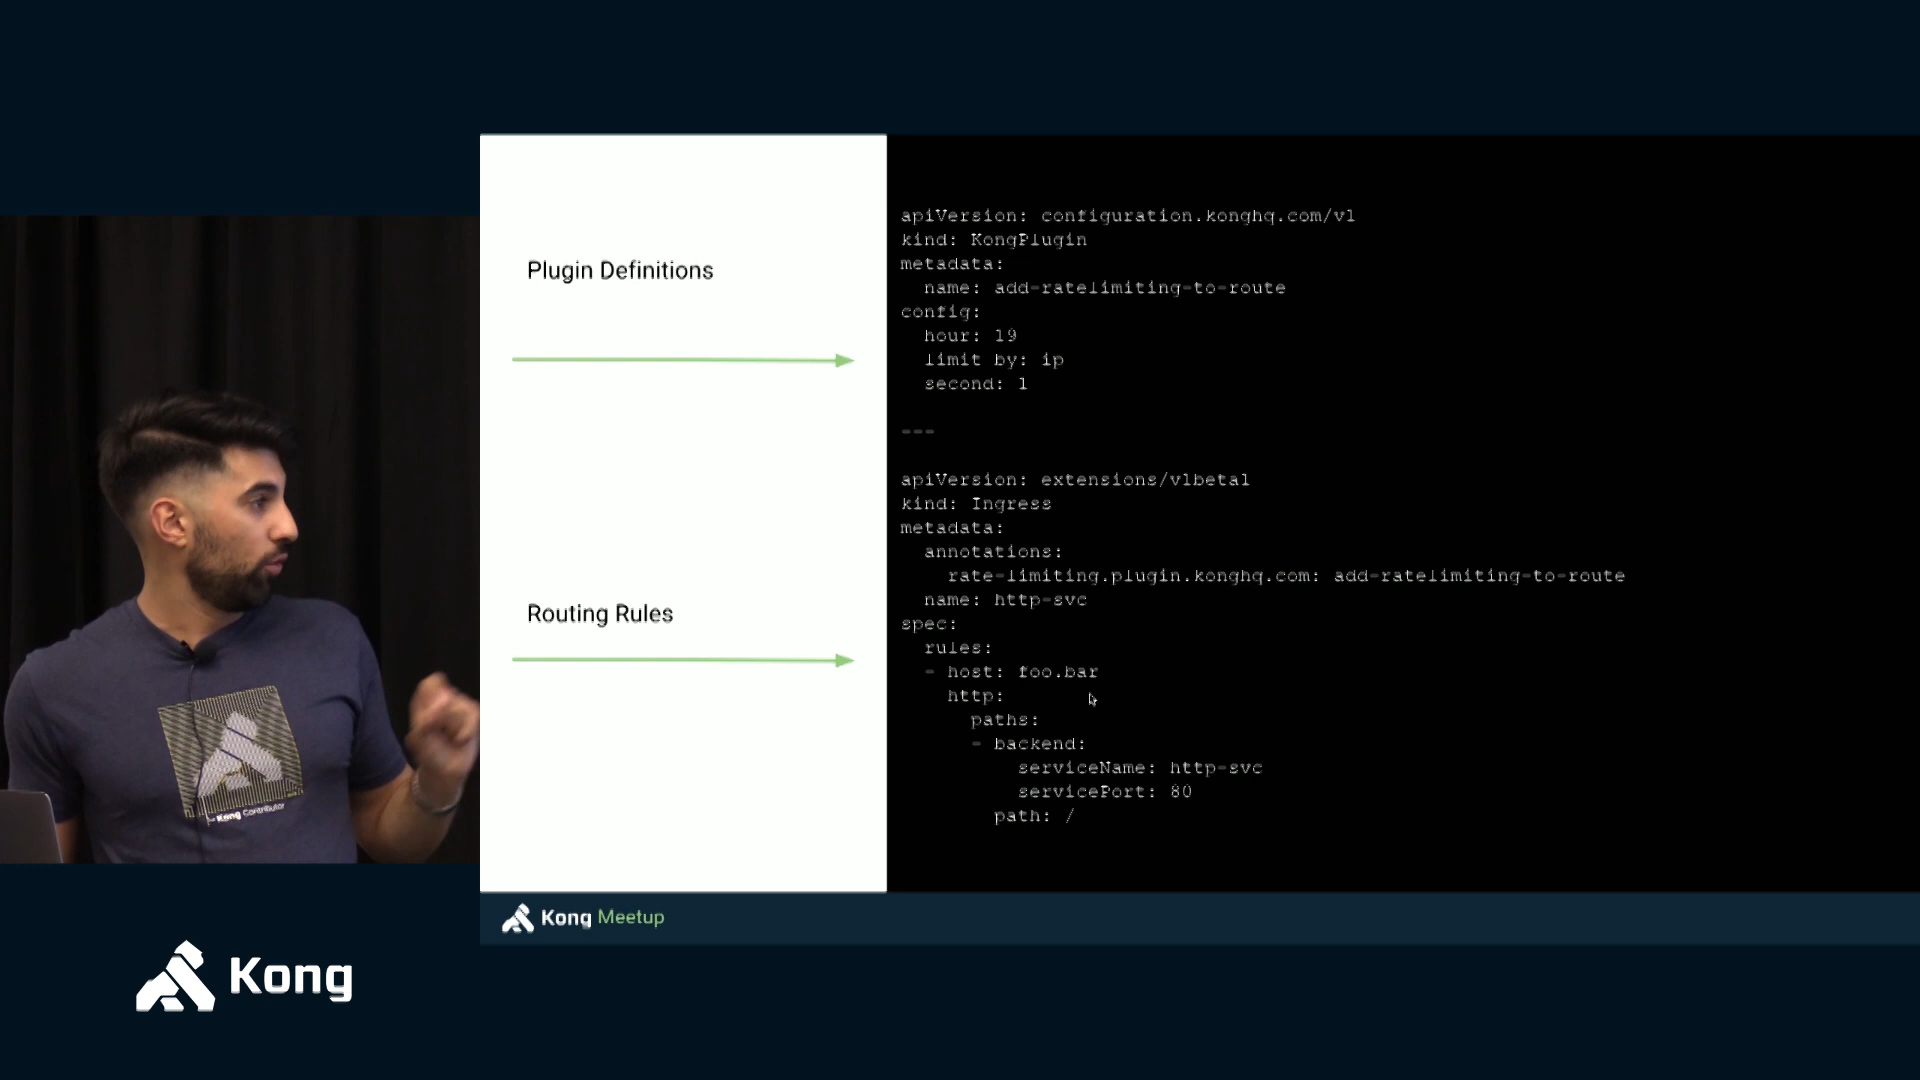 Plugin Definitions
Routing Rules
apiVersion: configuration.konghq.com/v1
kind: KongPlugin
metadata:
  name: add-ratelimiting-to-route
config:
  hour: 19
  limit by: ip
  second: 1
---
apiVersion: extensions/v1beta1
kind: Ingress
metadata:
  annotations:
    rate-limiting.plugin.konghq.com: add-ratelimiting-to-route
  name: http-svc
spec:
  rules:
  - host: foo.bar
    http:
      paths:
      - backend:
          serviceName: http-svc
          servicePort: 80
        path: /
Kong Contributor
Kong Meetup
Kong